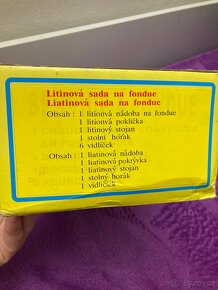 Litinová sada na fondue
Liatinová sada na fondue
Obsah : 1 litionvá nádoba na fondue
1 litinová poklička
1 litinový stojan
1 stolní hořák
6 vidliček
Obsah : 1 liatinová nádoba
1 liatinová pokrývka
1 liatinový stojan
1 stolný horák
1 vidličiek